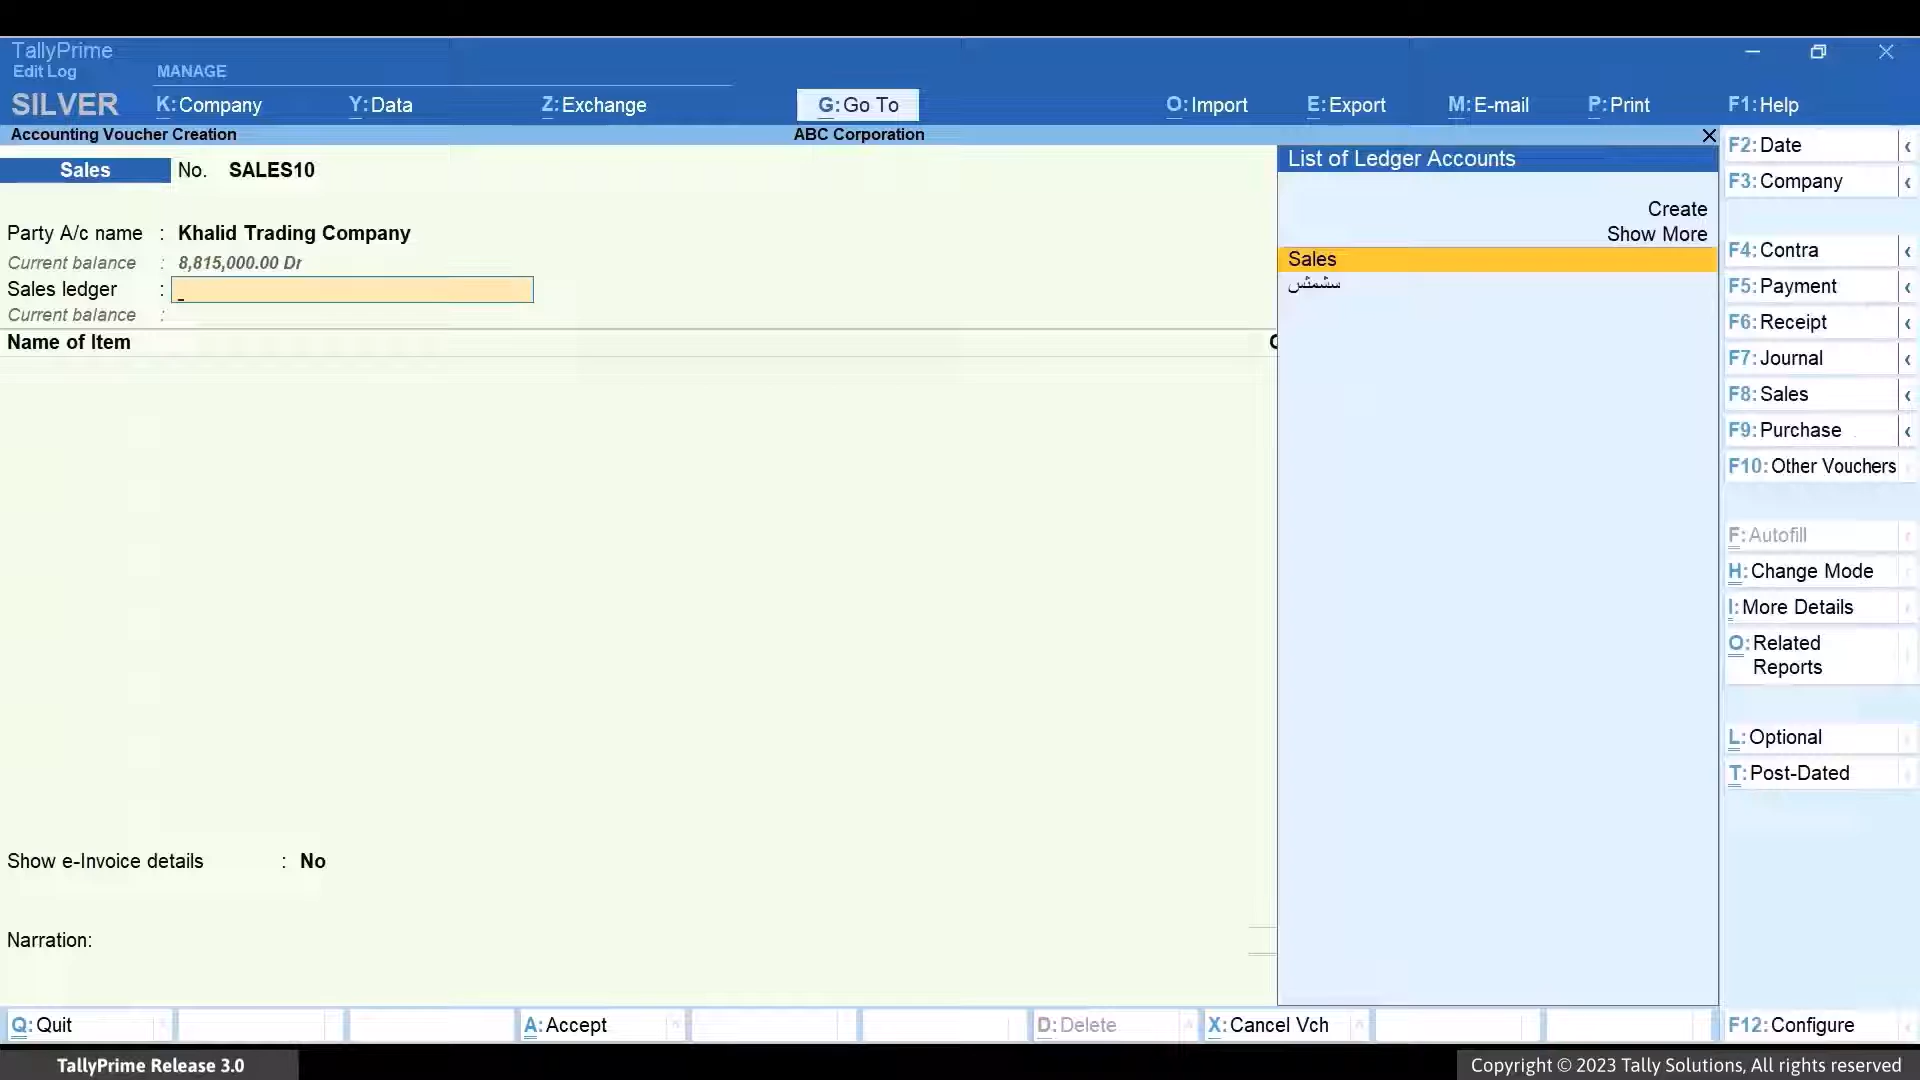 TallyPrime
Edit Log
MANAGE
SILVER
K:Company
Y:Data
Z:Exchange
G:Go To
O:Import
E:Export
M:E-mail
P:Print
F1:Help
Accounting Voucher Creation
ABC Corporation
Sales
No. SALES10
Party A/c name : Khalid Trading Company
Current balance : 8,815,000.00 Dr
Sales ledger :
Current balance :
Name of Item
Show e-Invoice details : No
Narration:
List of Ledger Accounts
Create
Show More
Sales
سشمثس
F2:Date
F3:Company
F4:Contra
F5:Payment
F6:Receipt
F7:Journal
F8:Sales
F9:Purchase
F10:Other Vouchers
F:Autofill
H:Change Mode
I:More Details
O:Related
Reports
L:Optional
T:Post-Dated
Q:Quit
A:Accept
D:Delete
X:Cancel Vch
F12:Configure
TallyPrime Release 3.0
Copyright © 2023 Tally Solutions, All rights reserved